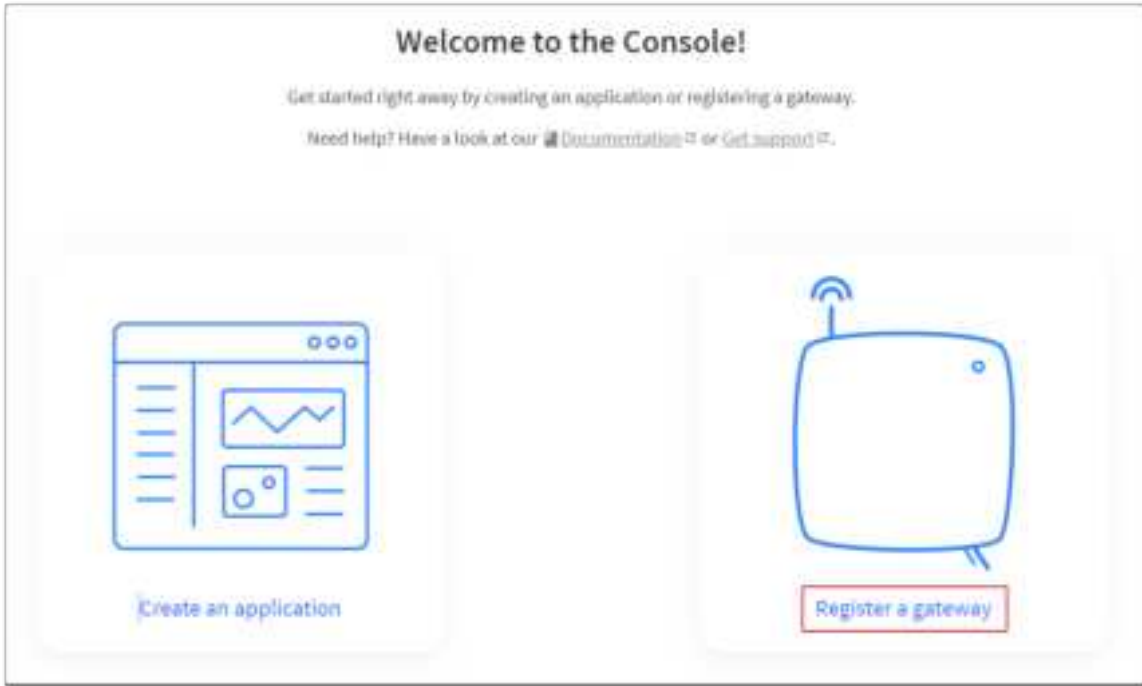 Welcome to the Console!
Get started right away by creating an application or registering a gateway.
Need help? Have a look at our Documentation or Get support.
Create an application
Register a gateway